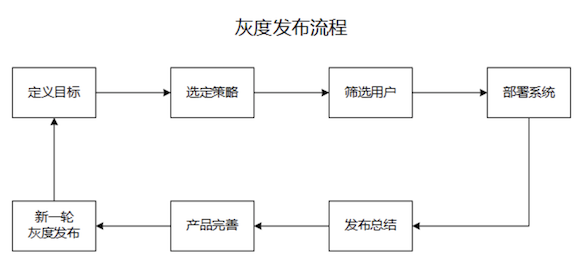 灰度发布流程
定义目标
选定策略
筛选用户
部署系统
新一轮
灰度发布
产品完善
发布总结